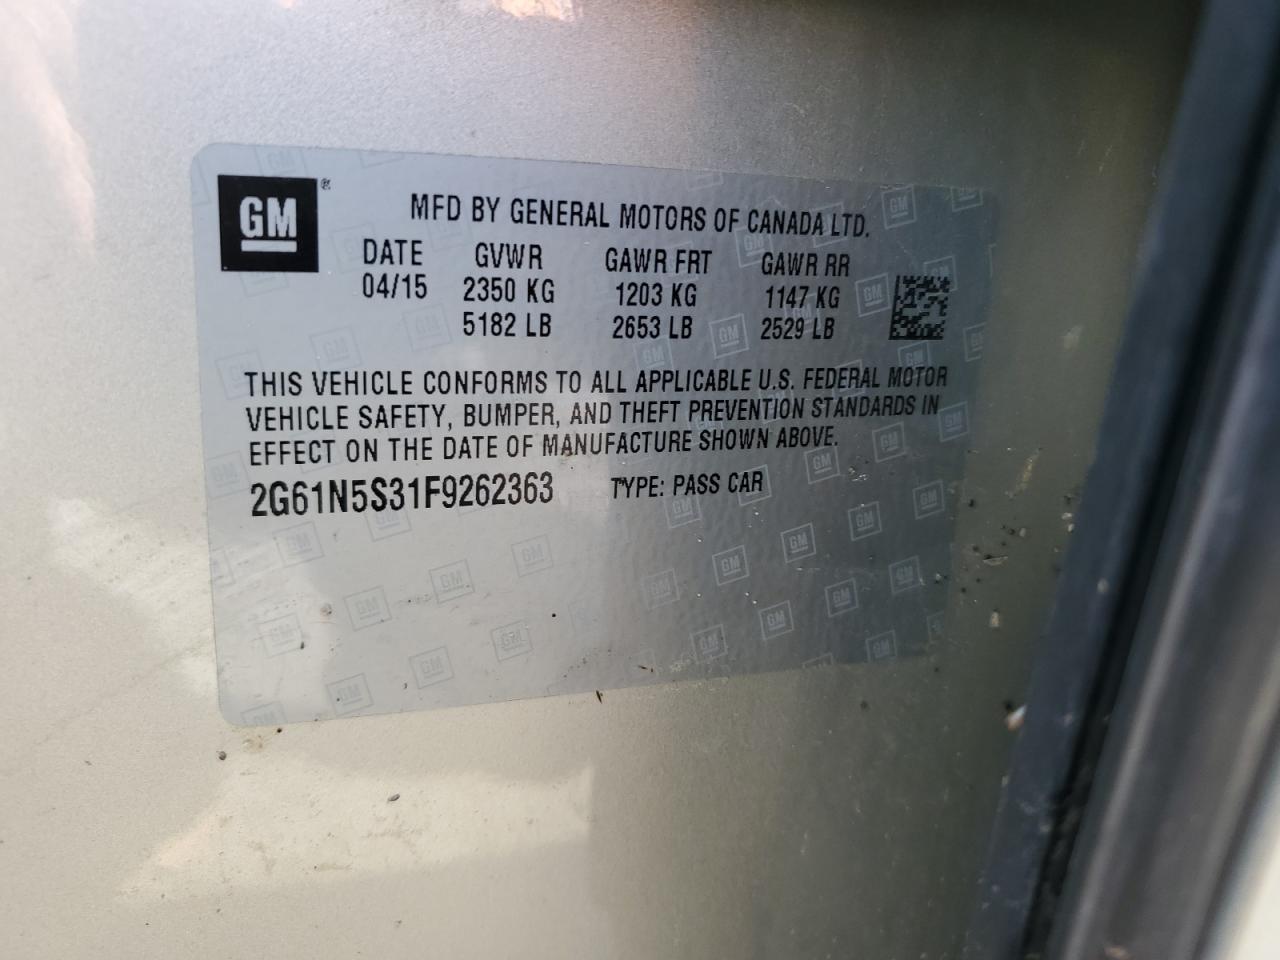 GM ®
MFD BY GENERAL MOTORS OF CANADA LTD.
DATE GVWR GAWR FRT GAWR RR
04/15 2350 KG 1203 KG 1147 KG
5182 LB 2653 LB 2529 LB
THIS VEHICLE CONFORMS TO ALL APPLICABLE U.S. FEDERAL MOTOR
VEHICLE SAFETY, BUMPER, AND THEFT PREVENTION STANDARDS IN
EFFECT ON THE DATE OF MANUFACTURE SHOWN ABOVE.
2G61N5S31F9262363 TYPE: PASS CAR